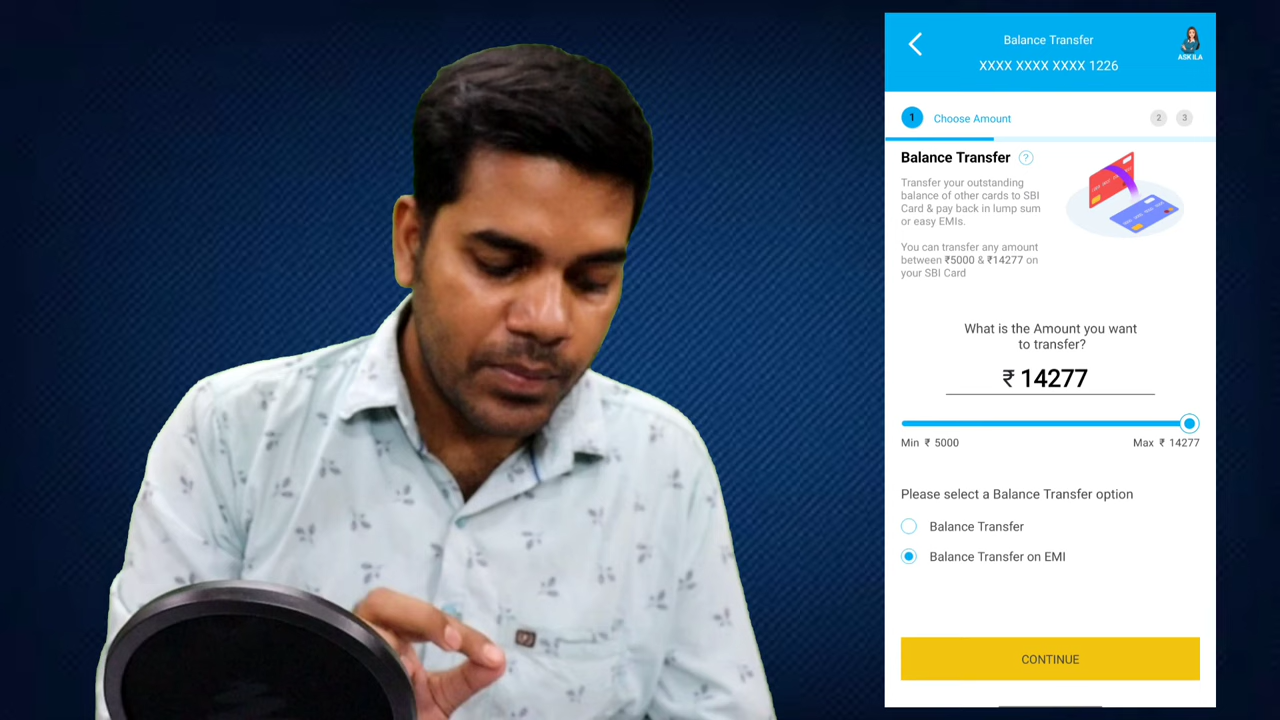 Balance Transfer
XXXX XXXX XXXX 1226
ASK ILA
1 Choose Amount 2 3
Balance Transfer ?
Transfer your outstanding
balance of other cards to SBI
Card & pay back in lump sum
or easy EMIs.
You can transfer any amount
between ₹5000 & ₹14277 on
your SBI Card
What is the Amount you want
to transfer?
₹ 14277
Min ₹ 5000 Max ₹ 14277
Please select a Balance Transfer option
Balance Transfer
Balance Transfer on EMI
CONTINUE